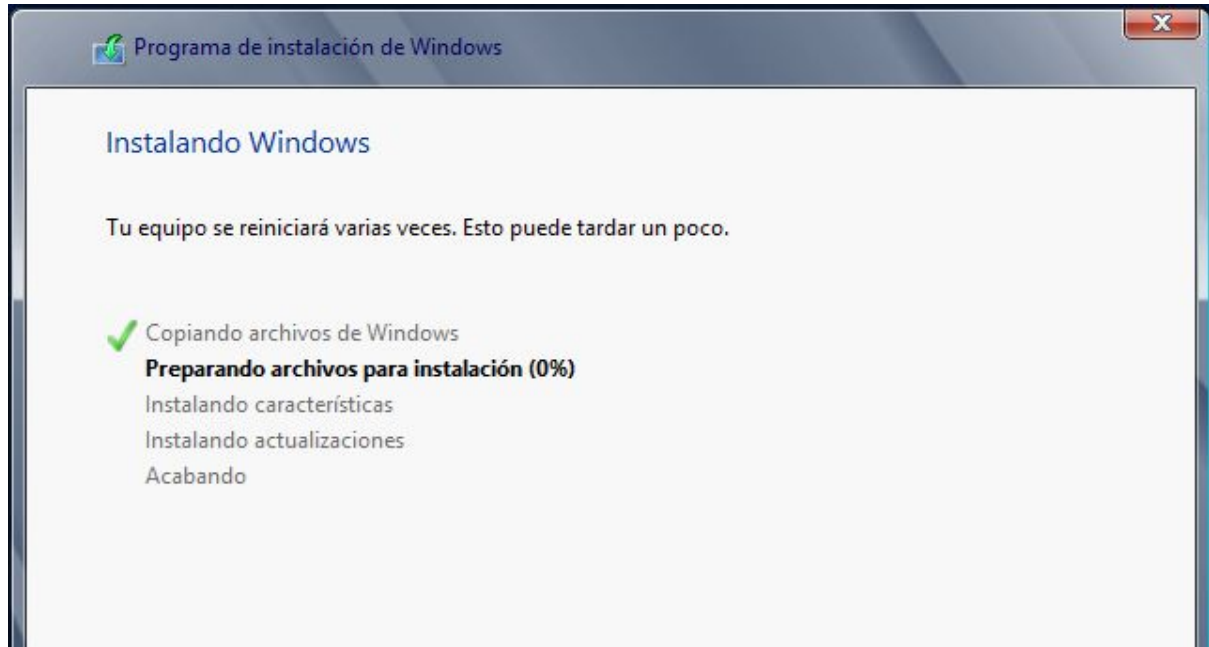 Programa de instalación de Windows
Instalando Windows
Tu equipo se reiniciará varias veces. Esto puede tardar un poco.
Copiando archivos de Windows
Preparando archivos para instalación (0%)
Instalando características
Instalando actualizaciones
Acabando